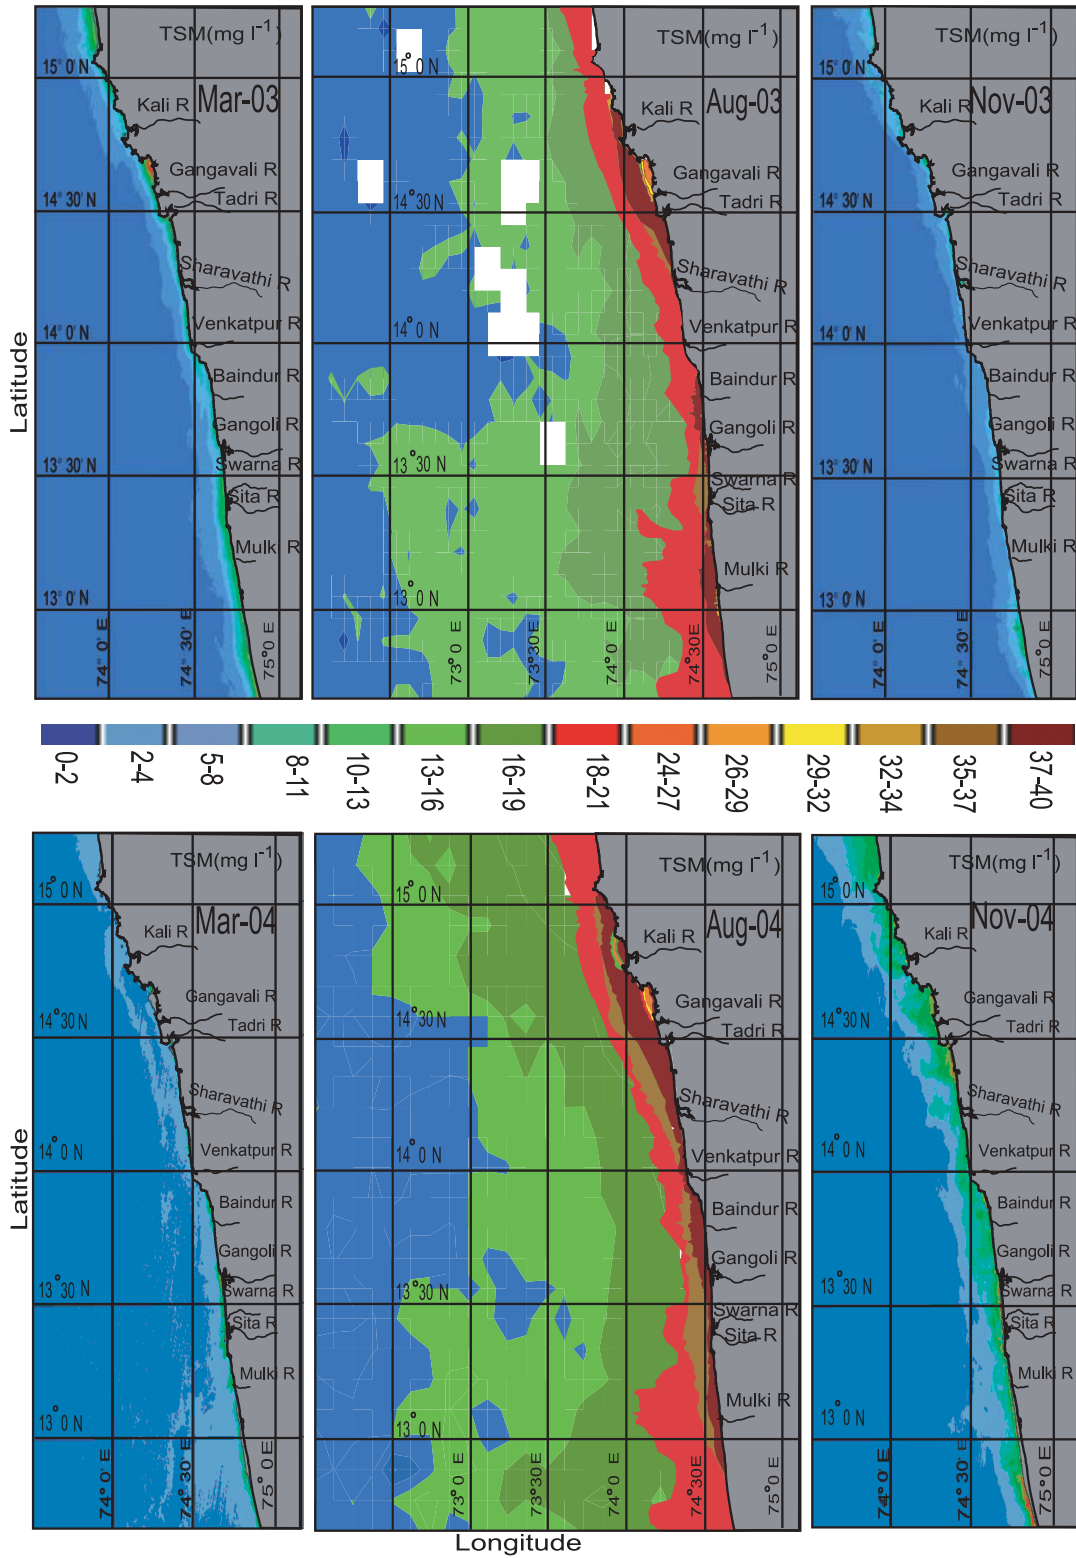 TSM(mg l⁻¹)
15° 0 N
Mar-03
Kali R
Gangavali R
Tadri R
14° 30 N
Sharavathi R
Venkatpur R
14° 0 N
Baindur R
Gangoli R
Swarna R
13° 30 N
Sita R
Mulki R
13° 0 N
74° 0' E
74° 30' E
75° 0 E
TSM(mg l⁻¹)
15° 0 N
Aug-03
Kali R
Gangavali R
Tadri R
14° 30 N
Sharavathi R
Venkatpur R
14° 0 N
Baindur R
Gangoli R
13° 30 N
Swarna R
Sita R
Mulki R
13° 0 N
73° 0 E
73° 30 E
74° 0 E
74° 30E
75° 0 E
TSM(mg l⁻¹)
15° 0 N
Nov-03
Kali R
Gangavali R
Tadri R
14° 30 N
Sharavathi R
Venkatpur R
14° 0 N
Baindur R
Gangoli R
Swarna R
13° 30 N
Sita R
Mulki R
13° 0 N
74° 0' E
74° 30 E
75° 0 E
Latitude
0-2
2-4
5-8
8-11
10-13
13-16
16-19
18-21
24-27
26-29
29-32
32-34
35-37
37-40
TSM(mg l⁻¹)
15° 0 N
Mar-04
Kali R
Gangavali R
Tadri R
14° 30 N
Sharavathi R
Venkatpur R
14° 0 N
Baindur R
Gangoli R
Swarna R
13° 30 N
Sita R
Mulki R
13° 0 N
74° 0' E
74° 30 E
75° 0 E
TSM(mg l⁻¹)
15° 0 N
Aug-04
Kali R
Gangavali R
Tadri R
14° 30 N
Sharavathi R
Venkatpur R
14° 0 N
Baindur R
Gangoli R
13° 30 N
Swarna R
Sita R
Mulki R
13° 0 N
73° 0 E
73° 30E
74° 0 E
74° 30E
75° 0 E
TSM(mg l⁻¹)
15° 0 N
Nov-04
Kali R
Gangavali R
Tadri R
14° 30 N
Sharavathi R
Venkatpur R
14° 0 N
Baindur R
Gangoli R
Swarna R
13° 30 N
Sita R
Mulki R
13° 0 N
74° 0' E
74° 30 E
75° 0 E
Latitude
Longitude